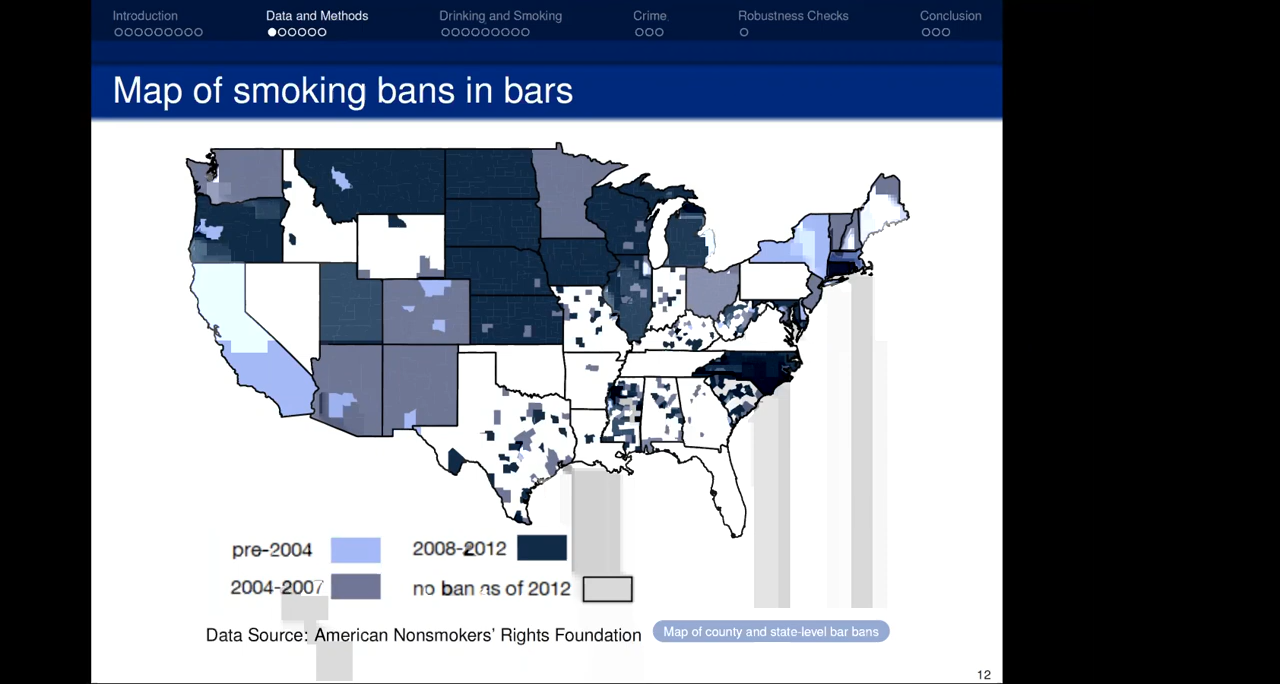 Introduction
Data and Methods
Drinking and Smoking
Crime
Robustness Checks
Conclusion
Map of smoking bans in bars
pre-2004
2008-2012
2004-2007
no ban as of 2012
Data Source: American Nonsmokers' Rights Foundation
Map of county and state-level bar bans
12